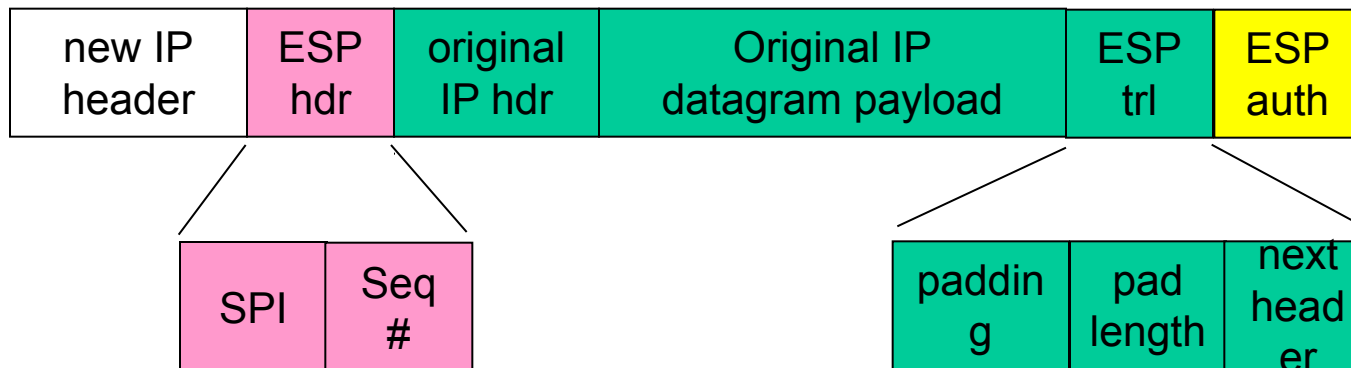 new IP
header
ESP
hdr
original
IP hdr
Original IP
datagram payload
ESP
trl
ESP
auth
SPI
Seq
#
paddin
g
pad
length
next
head
er